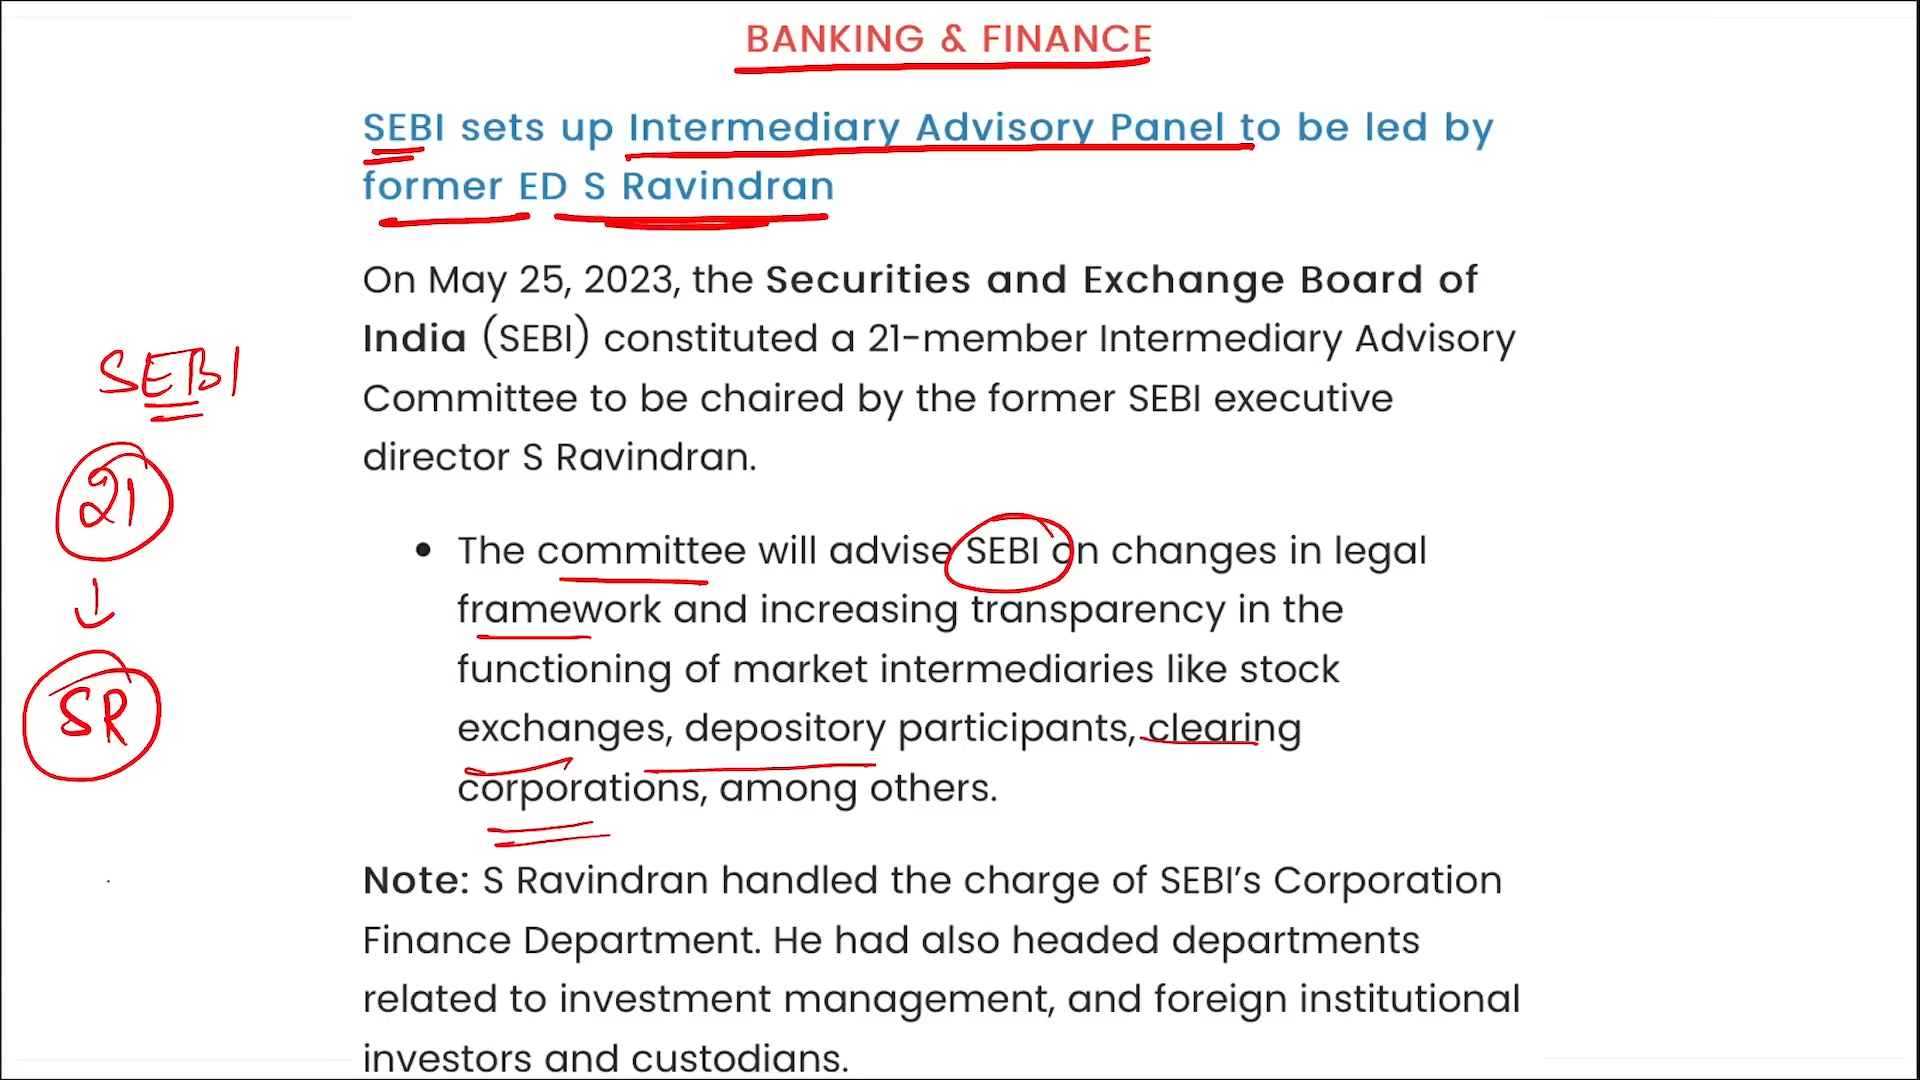 BANKING & FINANCE
SEBI sets up Intermediary Advisory Panel to be led by
former ED S Ravindran
On May 25, 2023, the Securities and Exchange Board of
India (SEBI) constituted a 21-member Intermediary Advisory
Committee to be chaired by the former SEBI executive
director S Ravindran.
SEBI
21
SR
• The committee will advise SEBI on changes in legal
framework and increasing transparency in the
functioning of market intermediaries like stock
exchanges, depository participants, clearing
corporations, among others.
Note: S Ravindran handled the charge of SEBI’s Corporation
Finance Department. He had also headed departments
related to investment management, and foreign institutional
investors and custodians.